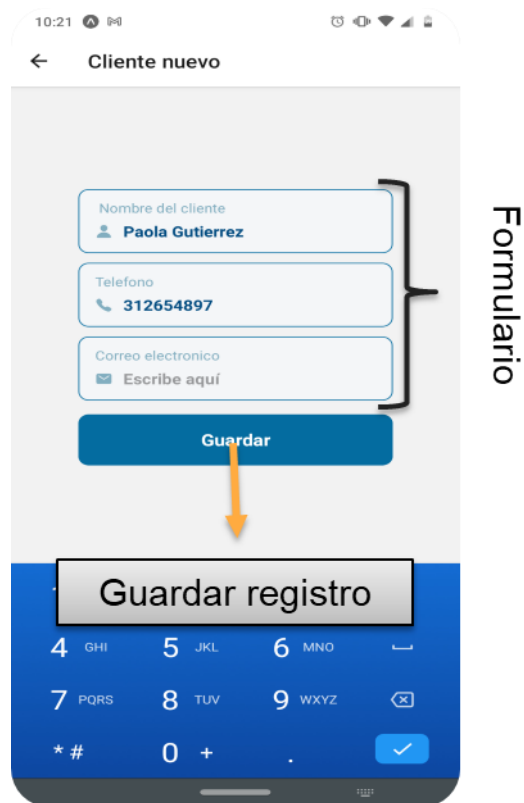 10:21
Cliente nuevo
Nombre del cliente
Paola Gutierrez
Telefono
312654897
Correo electronico
Escribe aquí
Formulario
Guardar
Guardar registro
4 GHI 5 JKL 6 MNO
7 PQRS 8 TUV 9 WXYZ
*# 0 + .